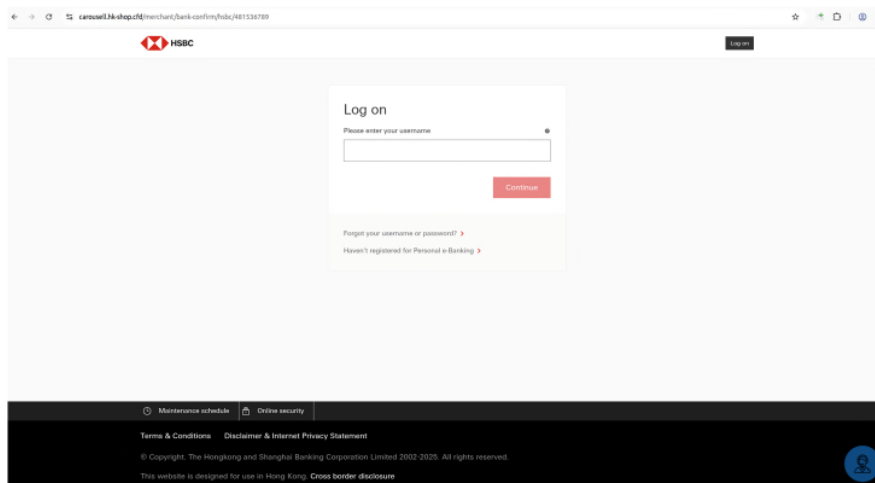 carousell.hk-shop.cfd/merchant/bank-confirm/hsbc/481536789
HSBC
Log on
Log on
Please enter your username
Continue
Forgot your username or password?
Haven't registered for Personal e-Banking
Maintenance schedule
Online security
Terms & Conditions Disclaimer & Internet Privacy Statement
© Copyright. The Hongkong and Shanghai Banking Corporation Limited 2002-2025. All rights reserved.
This website is designed for use in Hong Kong. Cross border disclosure